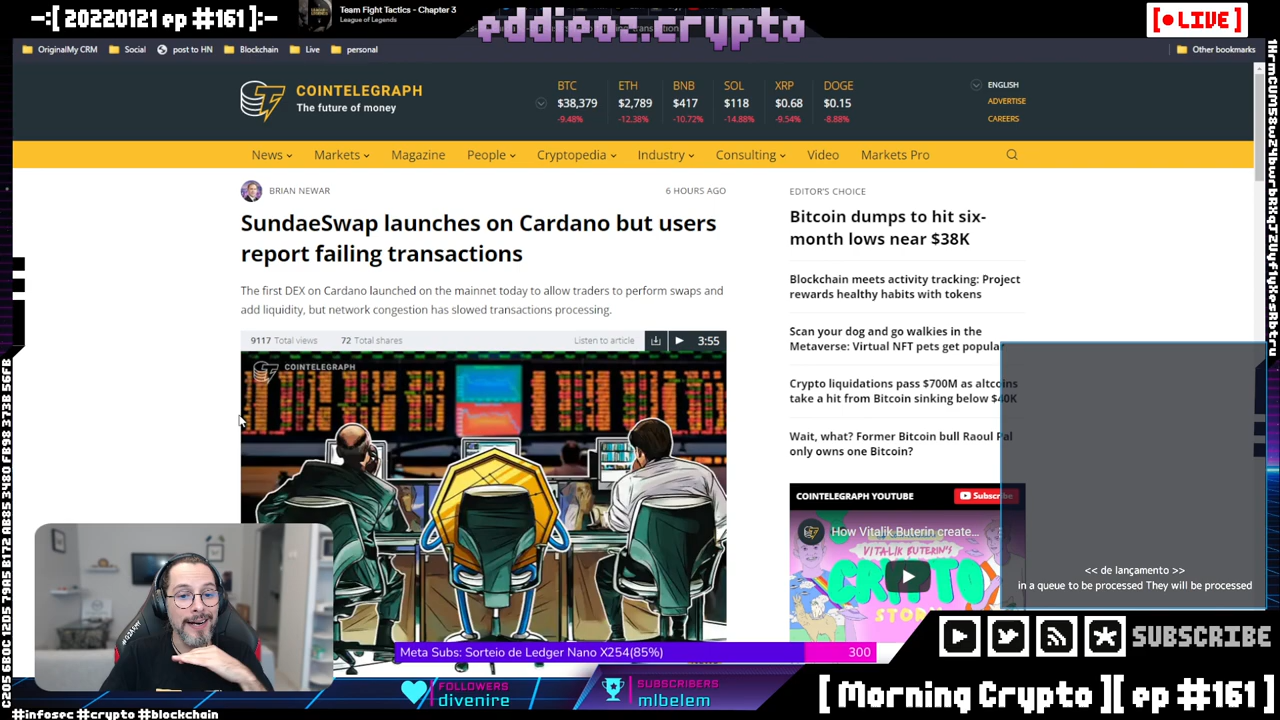 -:[ 20220121 ep #161 ]:-
Team Fight Tactics - Chapter 3
League of Legends
eddieoz.crypto
[● LIVE]
OriginalMy CRM
Social
post to HN
Blockchain
Live
personal
Other bookmarks
COINTELEGRAPH
The future of money
BTC
$38,379
-9.48%
ETH
$2,789
-12.38%
BNB
$417
-10.72%
SOL
$118
-14.88%
XRP
$0.68
-9.54%
DOGE
$0.15
-8.88%
ENGLISH
ADVERTISE
CAREERS
News
Markets
Magazine
People
Cryptopedia
Industry
Consulting
Video
Markets Pro
BRIAN NEWAR
6 HOURS AGO
SundaeSwap launches on Cardano but users
report failing transactions
The first DEX on Cardano launched on the mainnet today to allow traders to perform swaps and
add liquidity, but network congestion has slowed transactions processing.
9117 Total views
72 Total shares
Listen to article
3:55
COINTELEGRAPH
EDITOR'S CHOICE
Bitcoin dumps to hit six-
month lows near $38K
Blockchain meets activity tracking: Project
rewards healthy habits with tokens
Scan your dog and go walkies in the
Metaverse: Virtual NFT pets get popula
Crypto liquidations pass $700M as altcoins
take a hit from Bitcoin sinking below $40K
Wait, what? Former Bitcoin bull Raoul Pal
only owns one Bitcoin?
COINTELEGRAPH YOUTUBE
Subscribe
How Vitalik Buterin create...
VITALIK BUTERIN'S
CRYPTO
STORY
<< de lançamento >>
in a queue to be processed They will be processed
Meta Subs: Sorteio de Ledger Nano X254(85%)
300
FOLLOWERS
divenire
SUBSCRIBERS
mlbelem
SUBSCRIBE
[ Morning Crypto ][ ep #161 ]
#infosec #crypto #blockchain